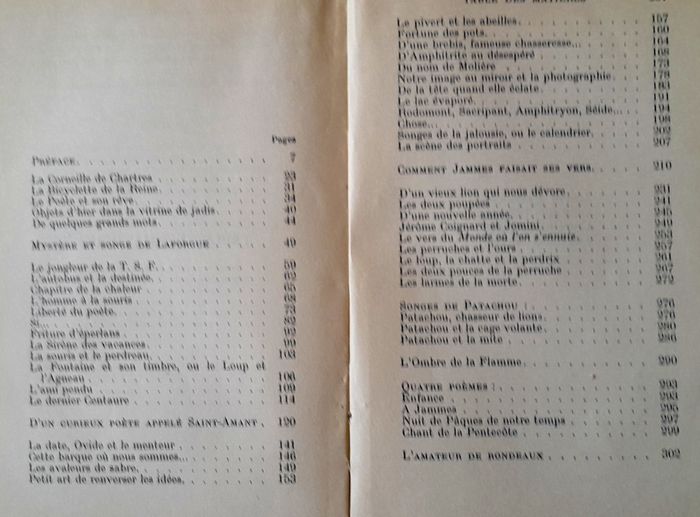 Pages
PRÉFACE. 7
La Corneille de Chartres 23
La Bicyclette de la Reine. 31
Le Poète et son rêve. 34
Objets d'hier dans la vitrine de jadis. 40
De quelques grands mots. 44
MYSTÈRE ET SONGE DE LAFORGUE 49
Le jongleur de la T. S. F. 59
L'autobus et la destinée. 62
Chapitre de la chaleur 65
L'homme à la souris 68
Liberté du poète. 73
Si... 82
Friture d'éperlans 92
La Sirène des vacances 99
La souris et le perdreau. 103
La Fontaine et son timbre, ou le Loup et
l'Agneau 106
L'ami pendu 109
Le dernier Centaure 114
D'UN CURIEUX POÈTE APPELÉ SAINT-AMANT. 120
La date, Ovide et le menteur 141
Cette barque où nous sommes... 146
Les avaleurs de sabre. 149
Petit art de renverser les idées. 153
TABLE DES MATIÈRES
Le pivert et les abeilles. 157
Fortune des pots. 160
D'une brebis, fameuse chasseresse... 164
D'Amphitrite au désespéré 168
Du nom de Molière 173
Notre image au miroir et la photographie. 178
De la tête quand elle éclate. 183
Le lac évaporé. 191
Rodomont, Sacripant, Amphitryon, Séide... 194
Chose... 198
Songes de la jalousie, ou le calendrier. 202
La scène des portraits 207
COMMENT JAMMES FAISAIT SES VERS. 210
D'un vieux lion qui nous dévore. 231
Les deux poupées. 241
D'une nouvelle année. 245
Jérôme Coignard et Jomini. 249
Le vers du Monde où l'on s'ennuie. 253
Les perruches et l'ours 257
Le loup, la chatte et la perdrix 261
Les deux pouces de la perruche 267
Les larmes de la morte. 272
SONGES DE PATACHOU : 276
Patachou, chasseur de lions. 276
Patachou et la cage volante. 280
Patachou et la mite 286
L'Ombre de la Flamme. 290
QUATRE POÈMES : 293
Enfance 293
A Jammes 295
Nuit de Pâques de notre temps 297
Chant de la Pentecôte 299
L'AMATEUR DE RONDEAUX 302